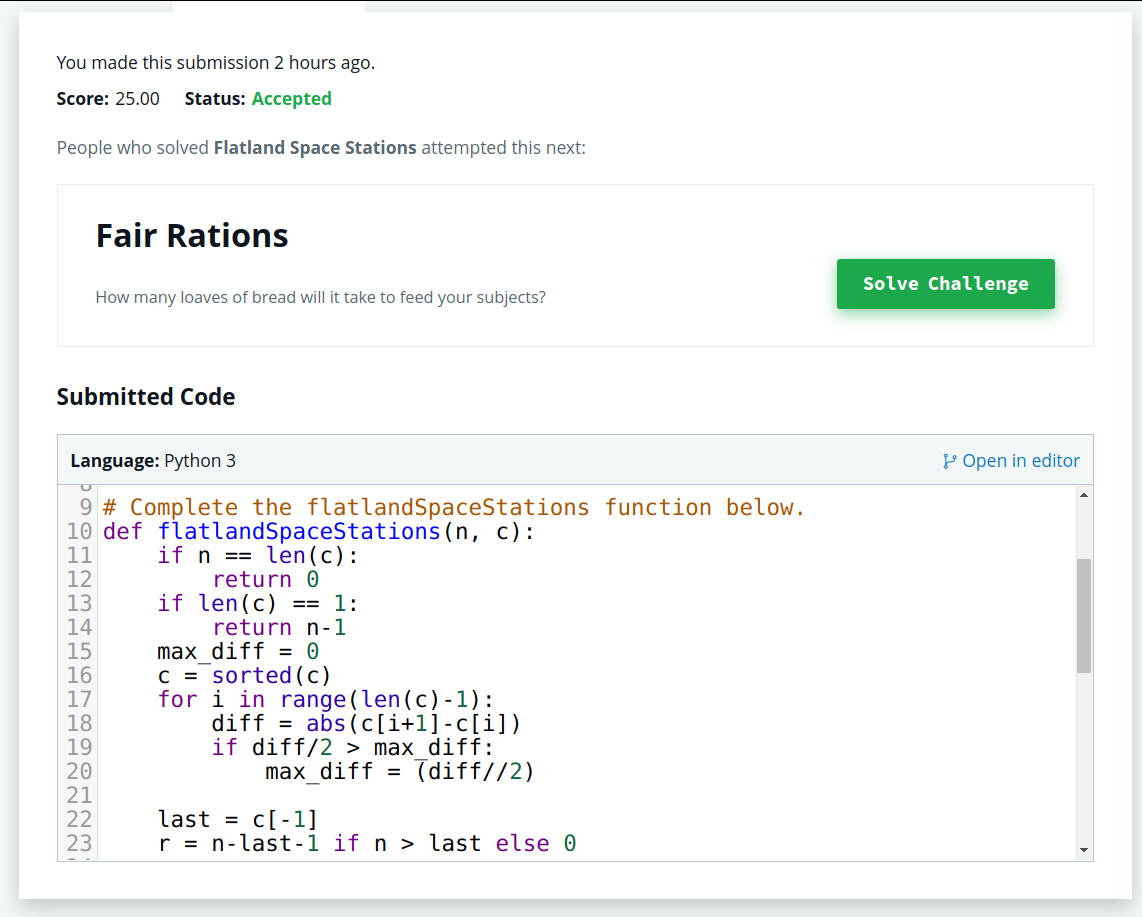 You made this submission 2 hours ago.
Score: 25.00 Status: Accepted
People who solved Flatland Space Stations attempted this next:
Fair Rations
How many loaves of bread will it take to feed your subjects?
Solve Challenge
Submitted Code
Language: Python 3
Open in editor
9 # Complete the flatlandSpaceStations function below.
10 def flatlandSpaceStations(n, c):
11     if n == len(c):
12         return 0
13     if len(c) == 1:
14         return n-1
15     max_diff = 0
16     c = sorted(c)
17     for i in range(len(c)-1):
18         diff = abs(c[i+1]-c[i])
19         if diff/2 > max_diff:
20             max_diff = (diff//2)
21
22     last = c[-1]
23     r = n-last-1 if n > last else 0